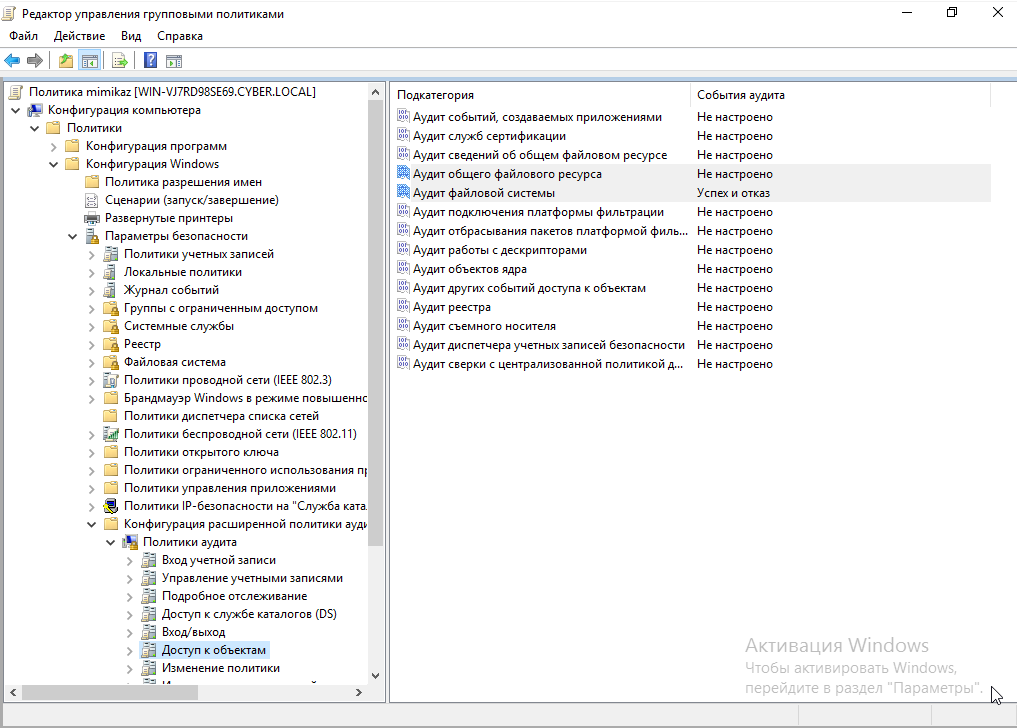 Редактор управления групповыми политиками
Файл Действие Вид Справка
Политика mimikaz [WIN-VJ7RD98SE69.CYBER.LOCAL]
Конфигурация компьютера
Политики
Конфигурация программ
Конфигурация Windows
Политика разрешения имен
Сценарии (запуск/завершение)
Развернутые принтеры
Параметры безопасности
Политики учетных записей
Локальные политики
Журнал событий
Группы с ограниченным доступом
Системные службы
Реестр
Файловая система
Политики проводной сети (IEEE 802.3)
Брандмауэр Windows в режиме повышенно
Политики диспетчера списка сетей
Политики беспроводной сети (IEEE 802.11)
Политики открытого ключа
Политики ограниченного использования пр
Политики управления приложениями
Политики IP-безопасности на "Служба ката
Конфигурация расширенной политики ауди
Политики аудита
Вход учетной записи
Управление учетными записями
Подробное отслеживание
Доступ к службе каталогов (DS)
Вход/выход
Доступ к объектам
Изменение политики
Подкатегория События аудита
Аудит событий, создаваемых приложениями Не настроено
Аудит служб сертификации Не настроено
Аудит сведений об общем файловом ресурсе Не настроено
Аудит общего файлового ресурса Не настроено
Аудит файловой системы Успех и отказ
Аудит подключения платформы фильтрации Не настроено
Аудит отбрасывания пакетов платформой филь... Не настроено
Аудит работы с дескрипторами Не настроено
Аудит объектов ядра Не настроено
Аудит других событий доступа к объектам Не настроено
Аудит реестра Не настроено
Аудит съемного носителя Не настроено
Аудит диспетчера учетных записей безопасности Не настроено
Аудит сверки с централизованной политикой д... Не настроено
Активация Windows
Чтобы активировать Windows,
перейдите в раздел "Параметры".